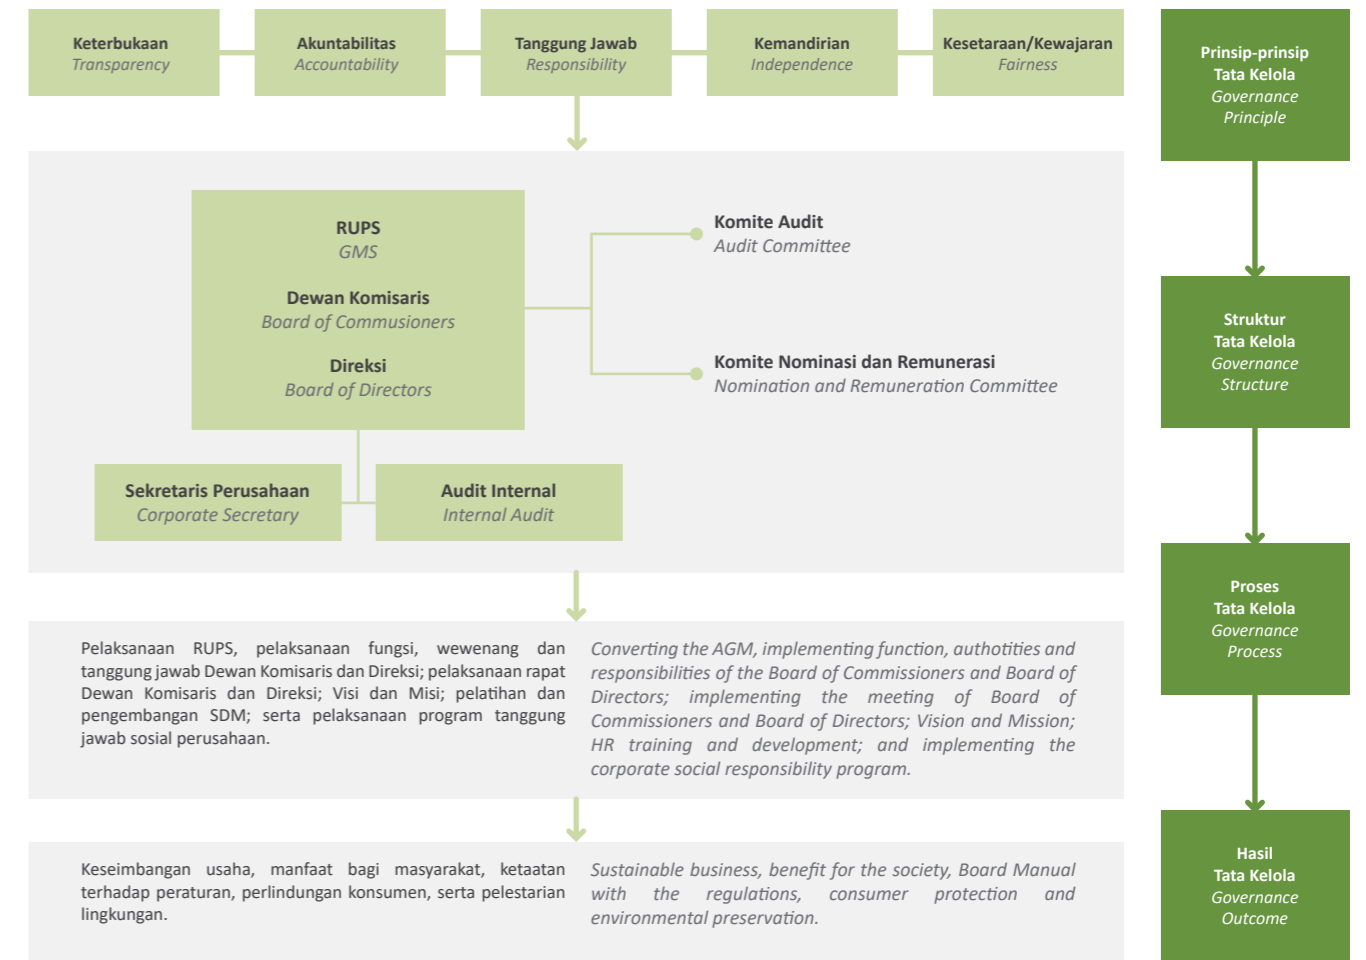 Keterbukaan
Transparency
Akuntabilitas
Accountability
Tanggung Jawab
Responsibility
Kemandirian
Independence
Kesetaraan/Kewajaran
Fairness
Prinsip-prinsip
Tata Kelola
Governance
Principle
RUPS
GMS
Dewan Komisaris
Board of Commusioners
Direksi
Board of Directors
Komite Audit
Audit Committee
Komite Nominasi dan Remunerasi
Nomination and Remuneration Committee
Sekretaris Perusahaan
Corporate Secretary
Audit Internal
Internal Audit
Struktur
Tata Kelola
Governance
Structure
Pelaksanaan RUPS, pelaksanaan fungsi, wewenang dan
tanggung jawab Dewan Komisaris dan Direksi; pelaksanaan rapat
Dewan Komisaris dan Direksi; Visi dan Misi; pelatihan dan
pengembangan SDM; serta pelaksanaan program tanggung
jawab sosial perusahaan.
Converting the AGM, implementing function, authotities and
responsibilities of the Board of Commissioners and Board of
Directors; implementing the meeting of Board of
Commissioners and Board of Directors; Vision and Mission;
HR training and development; and implementing the
corporate social responsibility program.
Proses
Tata Kelola
Governance
Process
Keseimbangan usaha, manfaat bagi masyarakat, ketaatan
terhadap peraturan, perlindungan konsumen, serta pelestarian
lingkungan.
Sustainable business, benefit for the society, Board Manual
with the regulations, consumer protection and
environmental preservation.
Hasil
Tata Kelola
Governance
Outcome